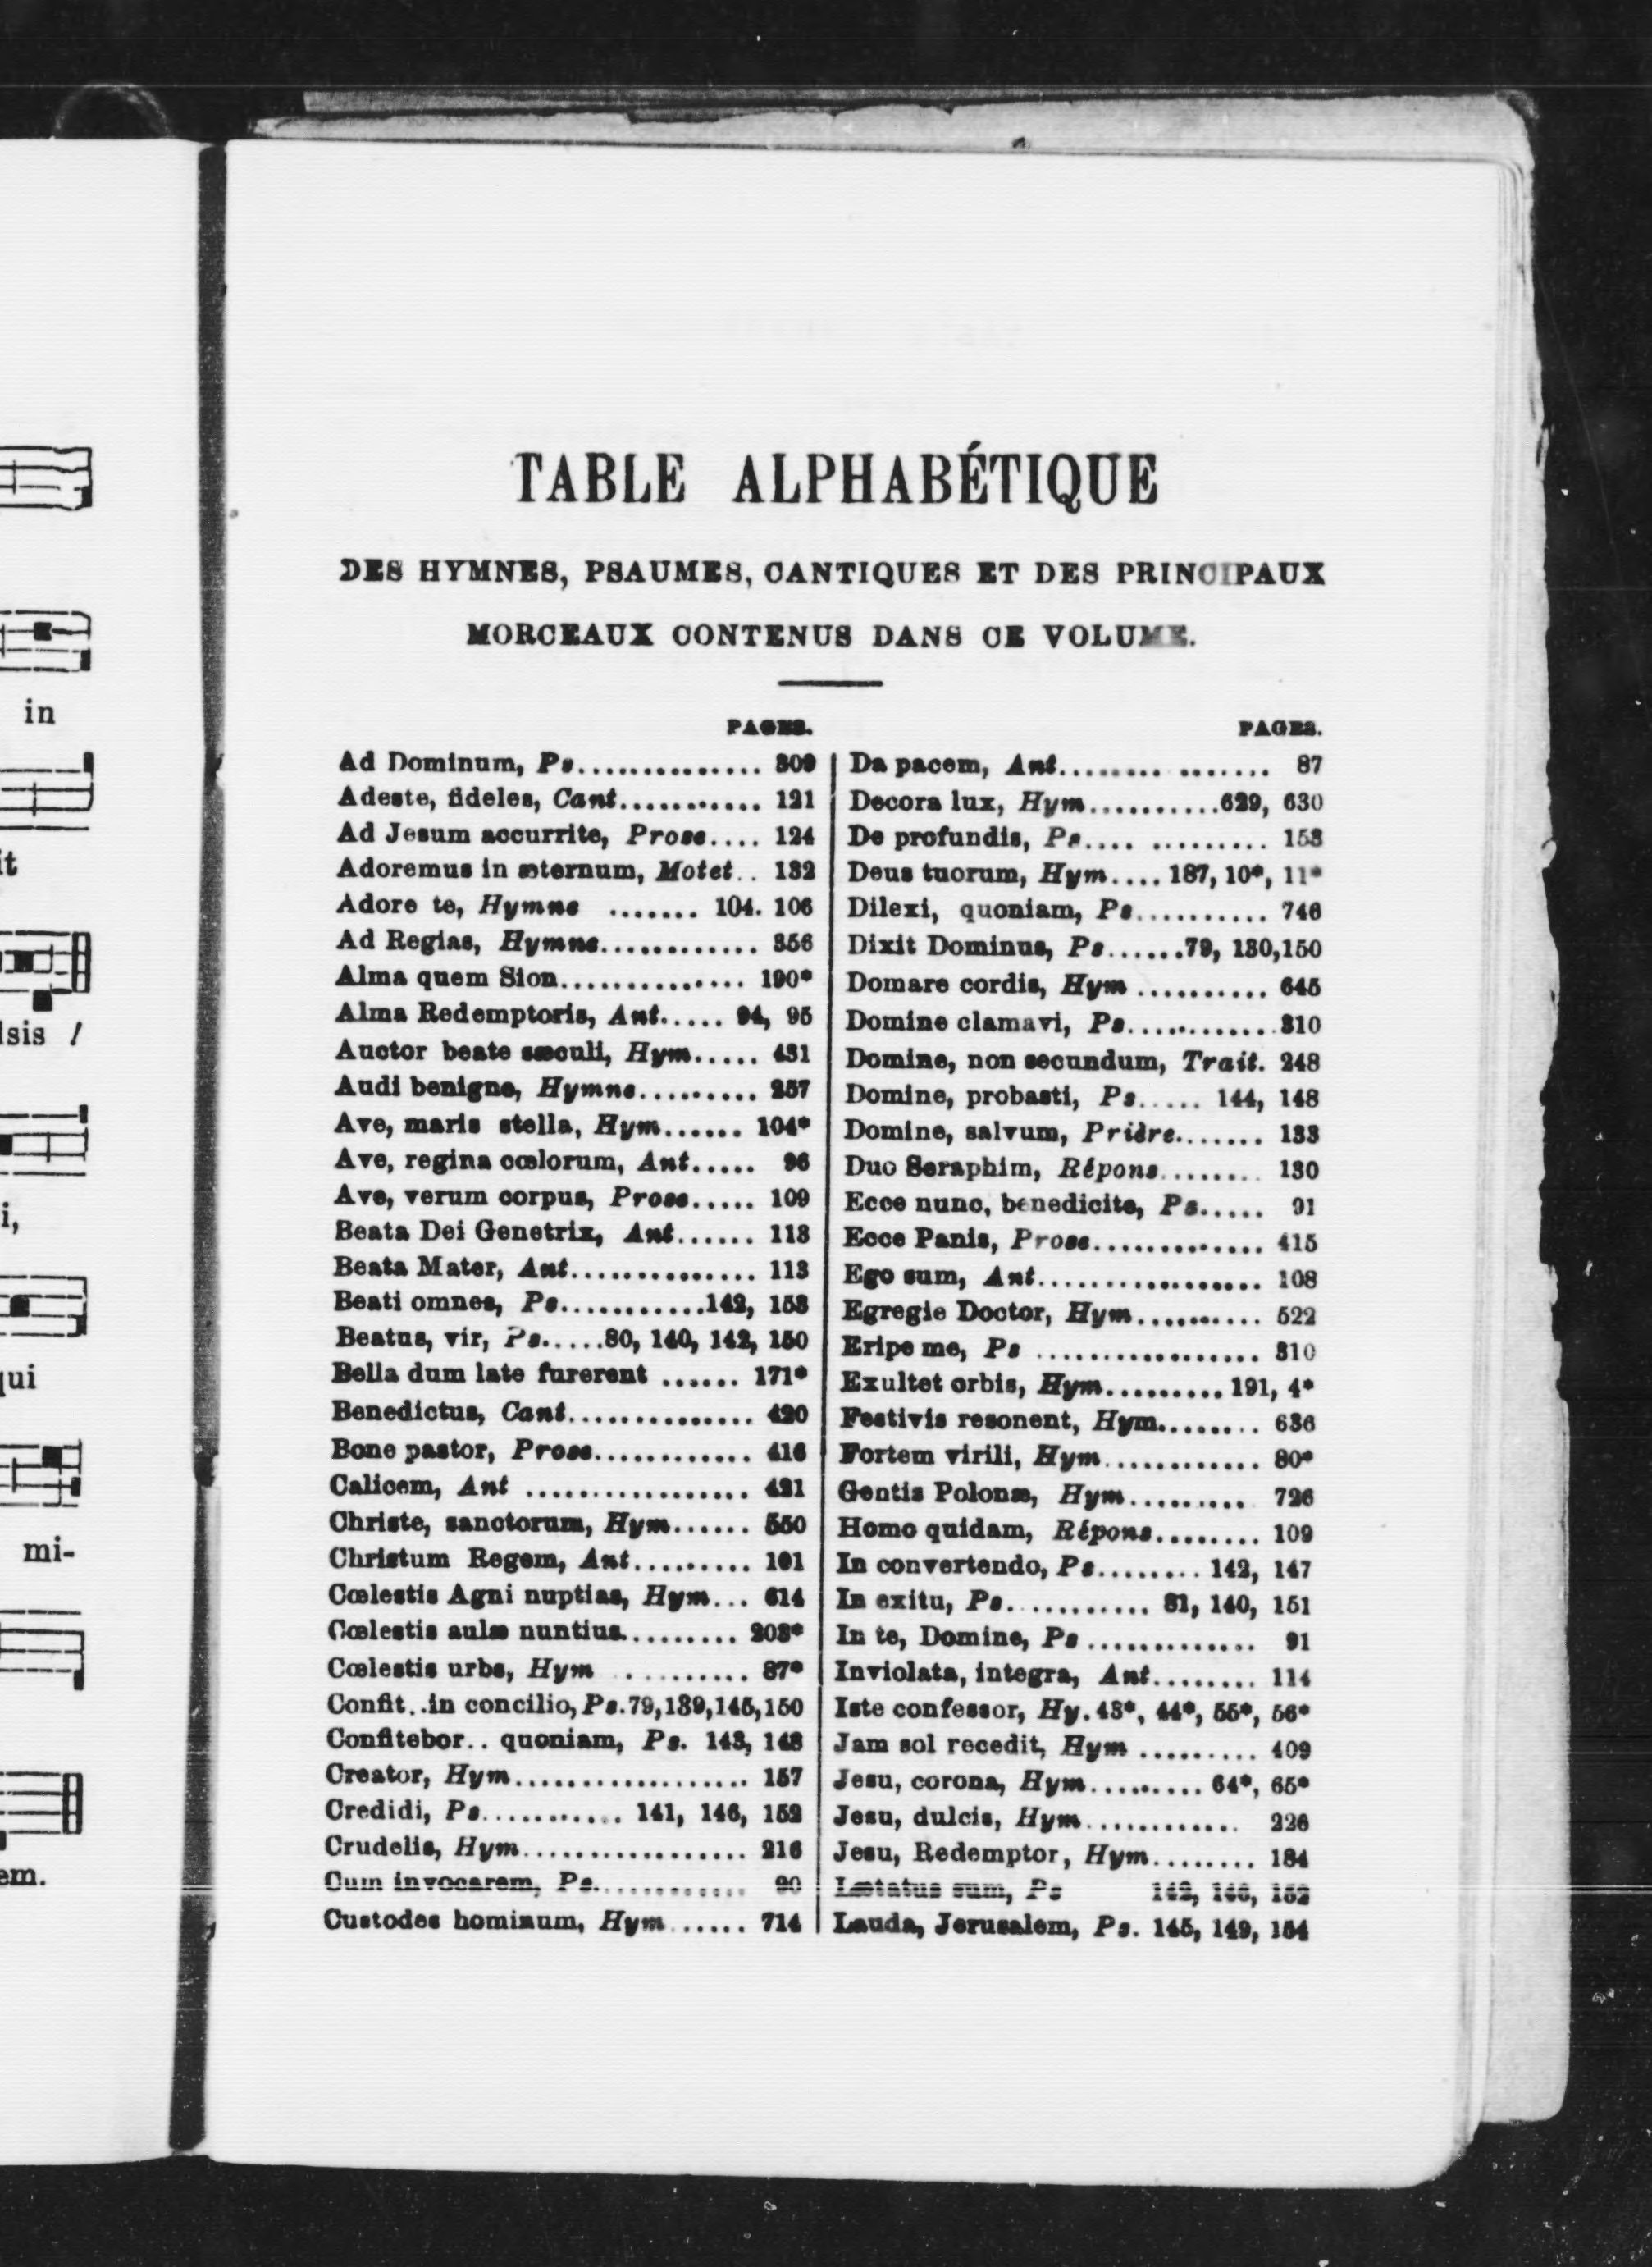 in
it
lsis !
i,
qui
mi-
em.
TABLE ALPHABÉTIQUE
DES HYMNES, PSAUMES, CANTIQUES ET DES PRINCIPAUX
MORCEAUX CONTENUS DANS CE VOLUME.
PAGES.
Ad Dominum, Ps............... 309
Adeste, fideles, Cant........... 121
Ad Jesum accurrite, Prose.... 124
Adoremus in æternum, Motet.. 132
Adore te, Hymne ....... 104. 106
Ad Regias, Hymne............. 356
Alma quem Sion............... 190*
Alma Redemptoris, Ant..... 94, 95
Auctor beate sæculi, Hym..... 431
Audi benigne, Hymne.......... 257
Ave, maris stella, Hym...... 104*
Ave, regina cœlorum, Ant..... 96
Ave, verum corpus, Prose..... 109
Beata Dei Genetrix, Ant...... 113
Beata Mater, Ant............... 113
Beati omnes, Ps............142, 153
Beatus, vir, Ps.....80, 140, 142, 150
Bella dum late furerent ...... 171*
Benedictus, Cant............... 420
Bone pastor, Prose............. 416
Calicem, Ant .................. 421
Christe, sanctorum, Hym...... 550
Christum Regem, Ant.......... 101
Cœlestis Agni nuptias, Hym... 614
Cœlestis aulæ nuntius......... 203*
Cœlestis urbs, Hym .......... 87*
Confit..in concilio, Ps.79,139,145,150
Confitebor.. quoniam, Ps. 143, 148
Creator, Hym................... 157
Credidi, Ps............ 141, 146, 152
Crudelis, Hym.................. 216
Cum invocarem, Ps............. 90
Custodes hominum, Hym...... 714
PAGES.
Da pacem, Ant......... ....... 87
Decora lux, Hym...........629, 630
De profundis, Ps.... ......... 153
Deus tuorum, Hym.... 187, 10*, 11*
Dilexi, quoniam, Ps........... 746
Dixit Dominus, Ps......79, 130,150
Domare cordis, Hym .......... 645
Domine clamavi, Ps............310
Domine, non secundum, Trait. 248
Domine, probasti, Ps..... 144, 148
Domine, salvum, Prière....... 133
Duo Seraphim, Répons........ 130
Ecce nunc, benedicite, Ps..... 91
Ecce Panis, Prose.............. 415
Ego sum, Ant.................. 108
Egregie Doctor, Hym.......... 522
Eripe me, Ps .................. 310
Exultet orbis, Hym......... 191, 4*
Festivis resonent, Hym........ 636
Fortem virili, Hym............ 80*
Gentis Polonæ, Hym......... 726
Homo quidam, Répons........ 109
In convertendo, Ps........ 142, 147
In exitu, Ps............ 81, 140, 151
In te, Domine, Ps ............. 91
Inviolata, integra, Ant........ 114
Iste confessor, Hy. 43*, 44*, 55*, 56*
Jam sol recedit, Hym ......... 409
Jesu, corona, Hym......... 64*, 65*
Jesu, dulcis, Hym............ 226
Jesu, Redemptor, Hym........ 184
Lætatus sum, Ps 142, 146, 152
Lauda, Jerusalem, Ps. 145, 149, 154